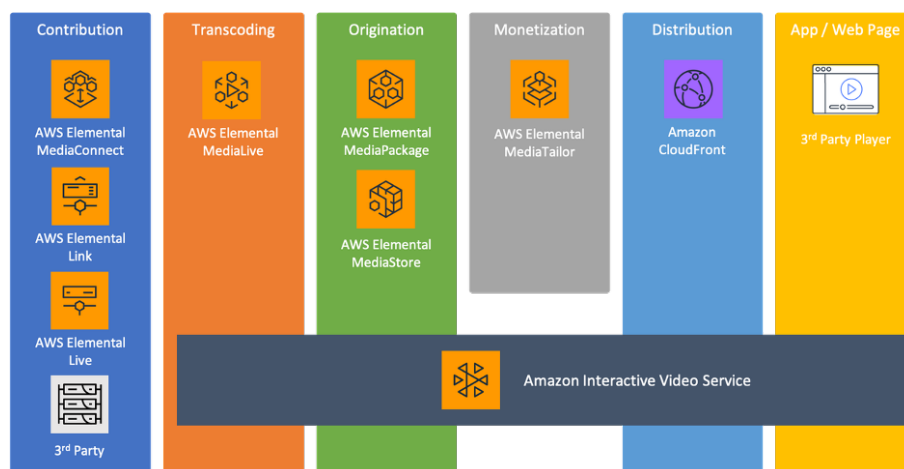 Contribution
AWS Elemental
MediaConnect
AWS Elemental
Link
AWS Elemental
Live
3rd Party
Transcoding
AWS Elemental
MediaLive
Origination
AWS Elemental
MediaPackage
AWS Elemental
MediaStore
Monetization
AWS Elemental
MediaTailor
Distribution
Amazon
CloudFront
App / Web Page
3rd Party Player
Amazon Interactive Video Service